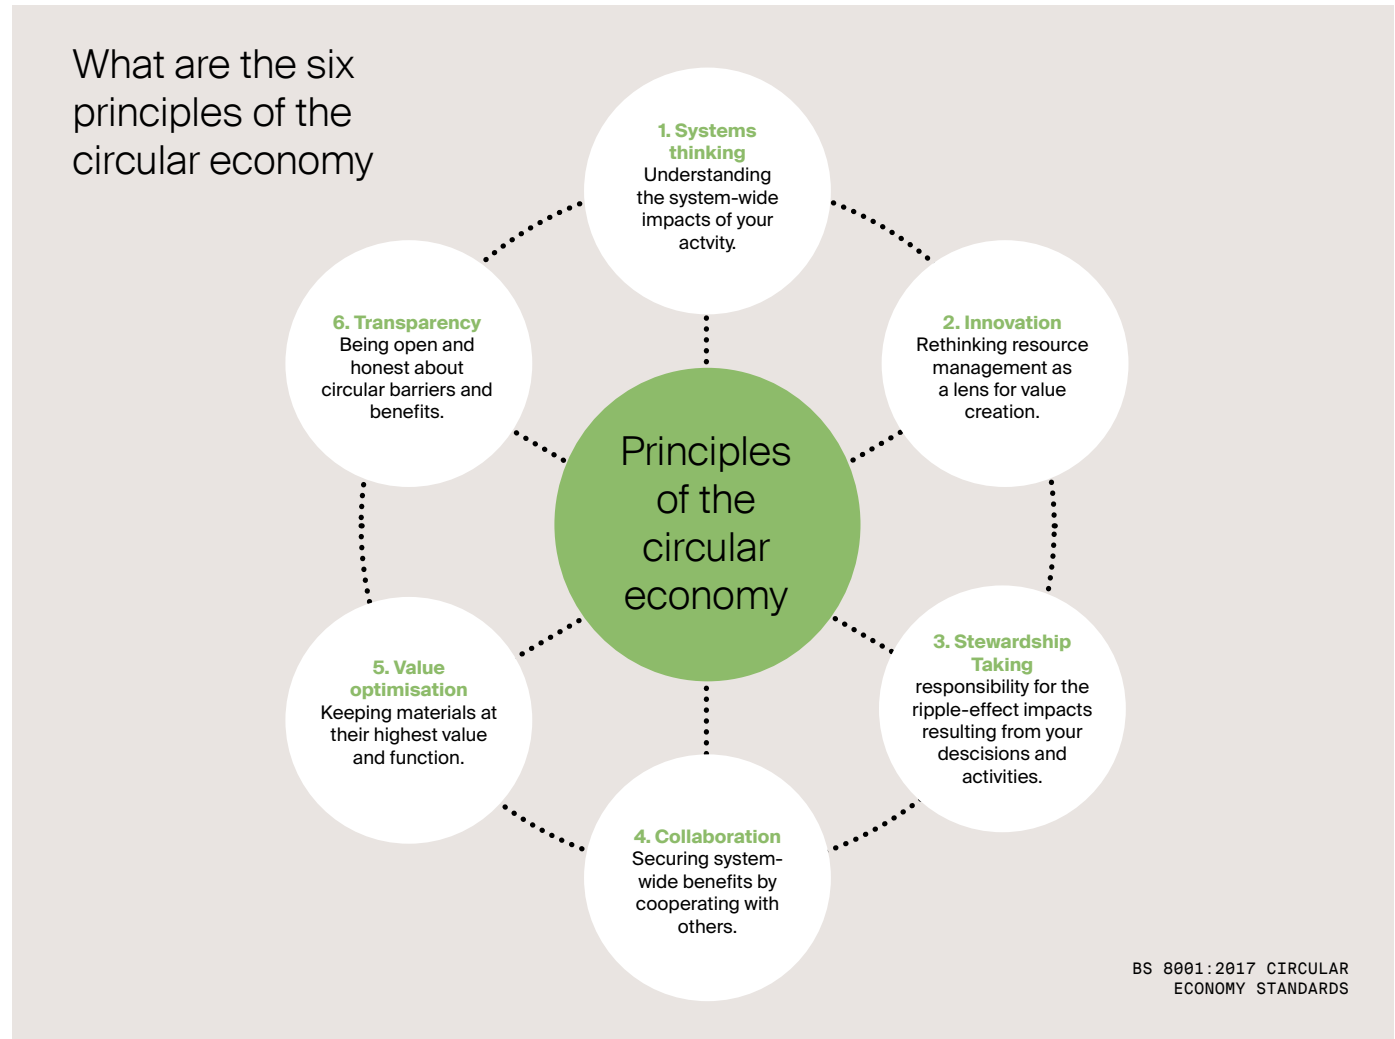 What are the six
principles of the
circular economy
1. Systems
thinking
Understanding
the system-wide
impacts of your
actvity.
2. Innovation
Rethinking resource
management as
a lens for value
creation.
3. Stewardship
Taking
responsibility for the
ripple-effect impacts
resulting from your
descisions and
activities.
4. Collaboration
Securing system-
wide benefits by
cooperating with
others.
5. Value
optimisation
Keeping materials at
their highest value
and function.
6. Transparency
Being open and
honest about
circular barriers and
benefits.
Principles
of the
circular
economy
BS 8001:2017 CIRCULAR
ECONOMY STANDARDS